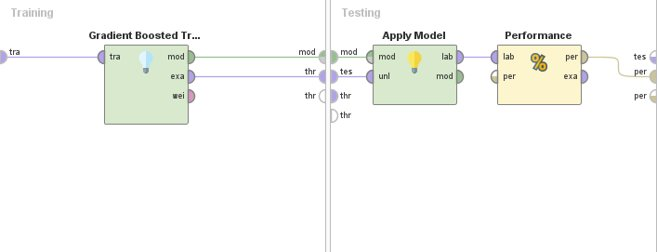 Training
Testing
Gradient Boosted Tr...
Apply Model
Performance
tra
tra
mod
mod
mod
mod
lab
lab
per
tes
exa
thr
tes
unl
mod
per
exa
per
wei
thr
thr
per
thr